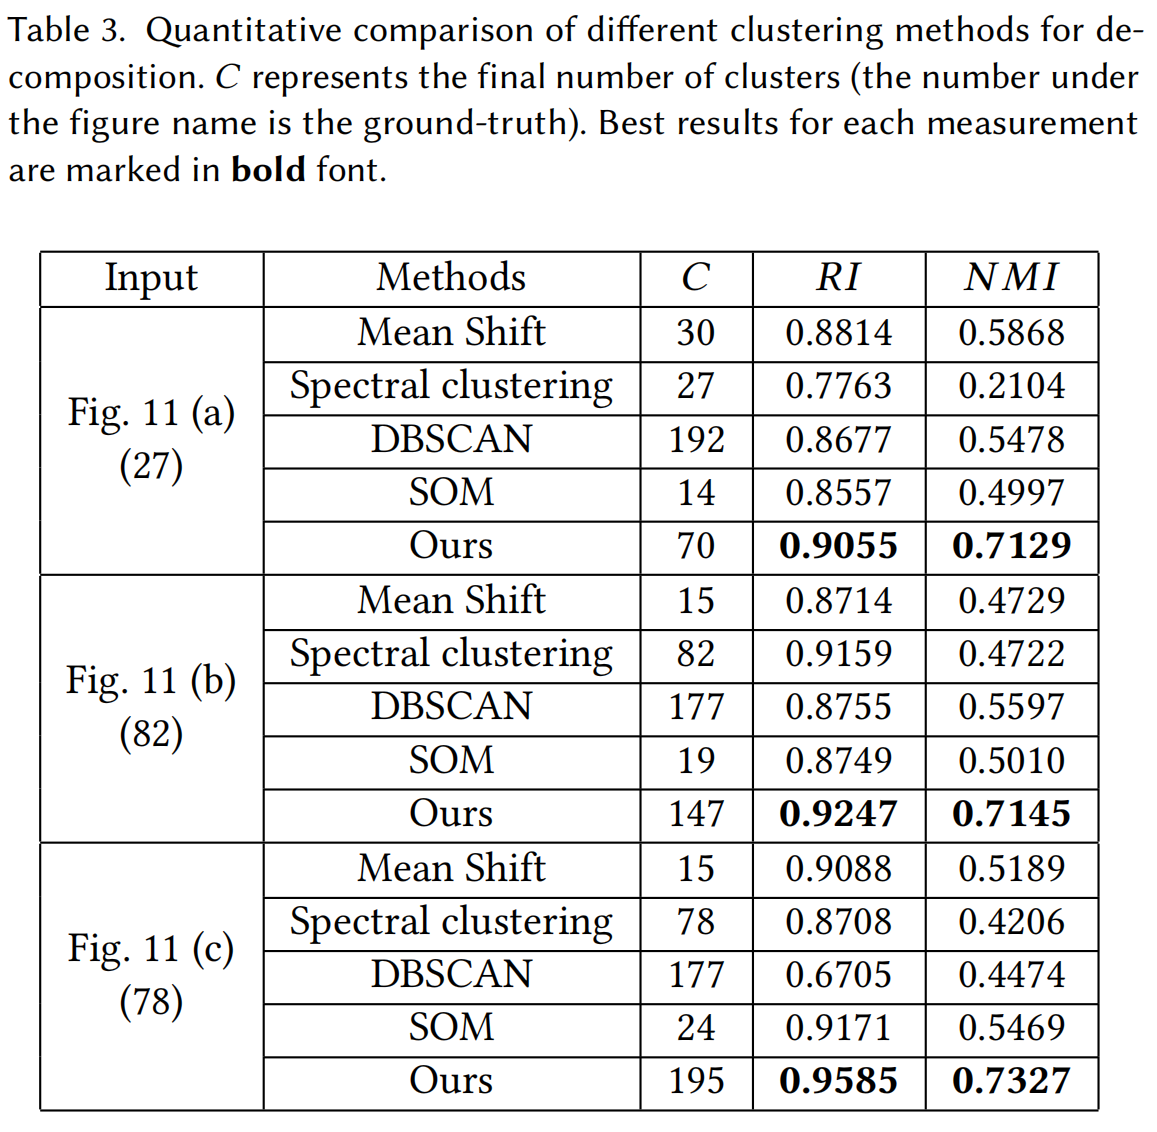 Table 3. Quantitative comparison of different clustering methods for de-
composition. C represents the final number of clusters (the number under
the figure name is the ground-truth). Best results for each measurement
are marked in bold font.
Input Methods C RI NMI
Fig. 11 (a)
(27)
Mean Shift 30 0.8814 0.5868
Spectral clustering 27 0.7763 0.2104
DBSCAN 192 0.8677 0.5478
SOM 14 0.8557 0.4997
Ours 70 0.9055 0.7129
Fig. 11 (b)
(82)
Mean Shift 15 0.8714 0.4729
Spectral clustering 82 0.9159 0.4722
DBSCAN 177 0.8755 0.5597
SOM 19 0.8749 0.5010
Ours 147 0.9247 0.7145
Fig. 11 (c)
(78)
Mean Shift 15 0.9088 0.5189
Spectral clustering 78 0.8708 0.4206
DBSCAN 177 0.6705 0.4474
SOM 24 0.9171 0.5469
Ours 195 0.9585 0.7327